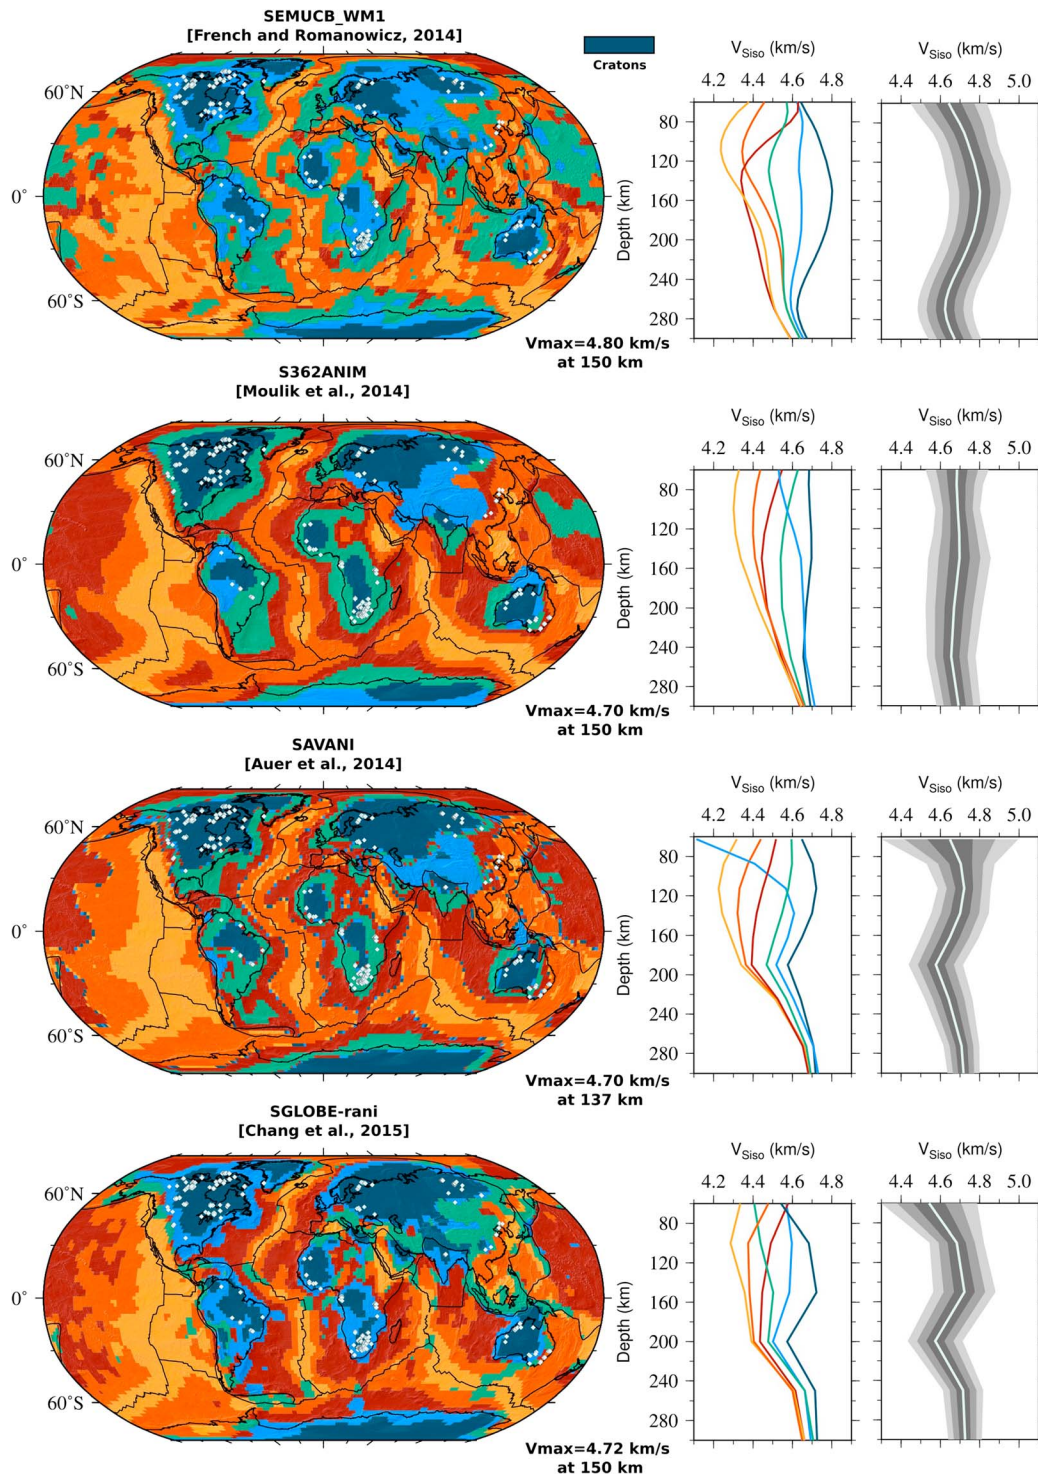 SEMUCB_WM1
[French and Romanowicz, 2014]
Cratons
V_Siso (km/s)
4.2 4.4 4.6 4.8
V_Siso (km/s)
4.4 4.6 4.8 5.0
60˚N
0˚
60˚S
Depth (km)
80
120
160
200
240
280
Vmax=4.80 km/s
at 150 km
S362ANIM
[Moulik et al., 2014]
V_Siso (km/s)
4.2 4.4 4.6 4.8
V_Siso (km/s)
4.4 4.6 4.8 5.0
60˚N
0˚
60˚S
Depth (km)
80
120
160
200
240
280
Vmax=4.70 km/s
at 150 km
SAVANI
[Auer et al., 2014]
V_Siso (km/s)
4.2 4.4 4.6 4.8
V_Siso (km/s)
4.4 4.6 4.8 5.0
60˚N
0˚
60˚S
Depth (km)
80
120
160
200
240
280
Vmax=4.70 km/s
at 137 km
SGLOBE-rani
[Chang et al., 2015]
V_Siso (km/s)
4.2 4.4 4.6 4.8
V_Siso (km/s)
4.4 4.6 4.8 5.0
60˚N
0˚
60˚S
Depth (km)
80
120
160
200
240
280
Vmax=4.72 km/s
at 150 km